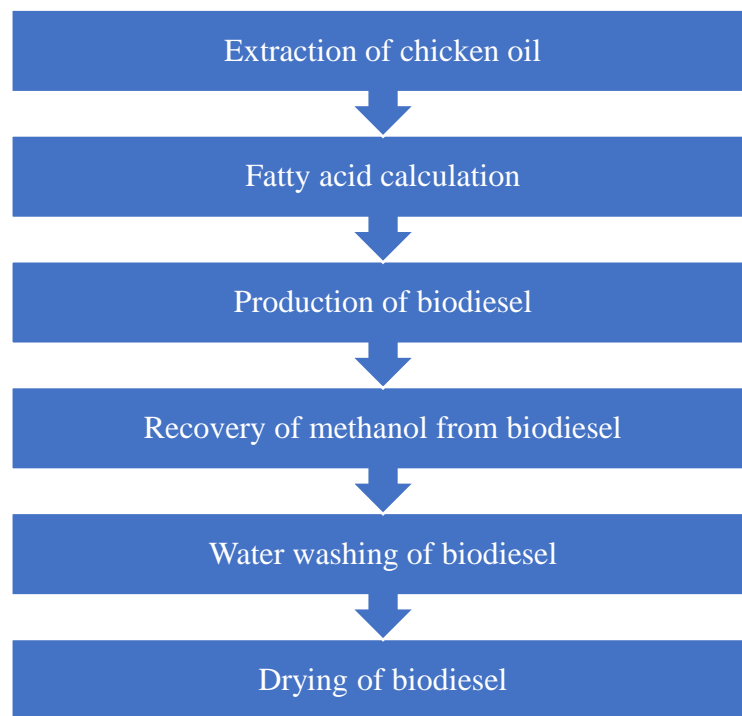 Extraction of chicken oil
Fatty acid calculation
Production of biodiesel
Recovery of methanol from biodiesel
Water washing of biodiesel
Drying of biodiesel